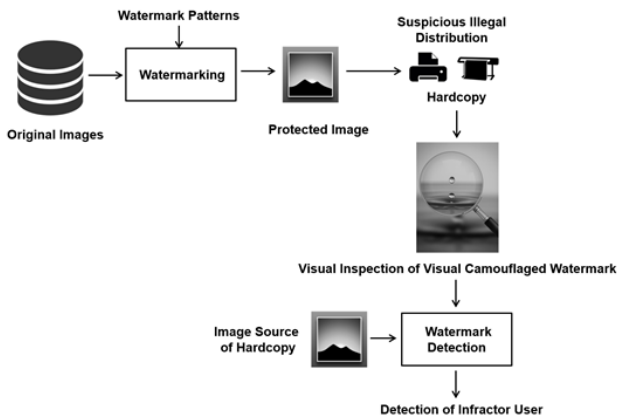 Watermark Patterns
Suspicious Illegal
Distribution
Watermarking
Hardcopy
Original Images
Protected Image
Visual Inspection of Visual Camouflaged Watermark
Image Source
of Hardcopy
Watermark
Detection
Detection of Infractor User